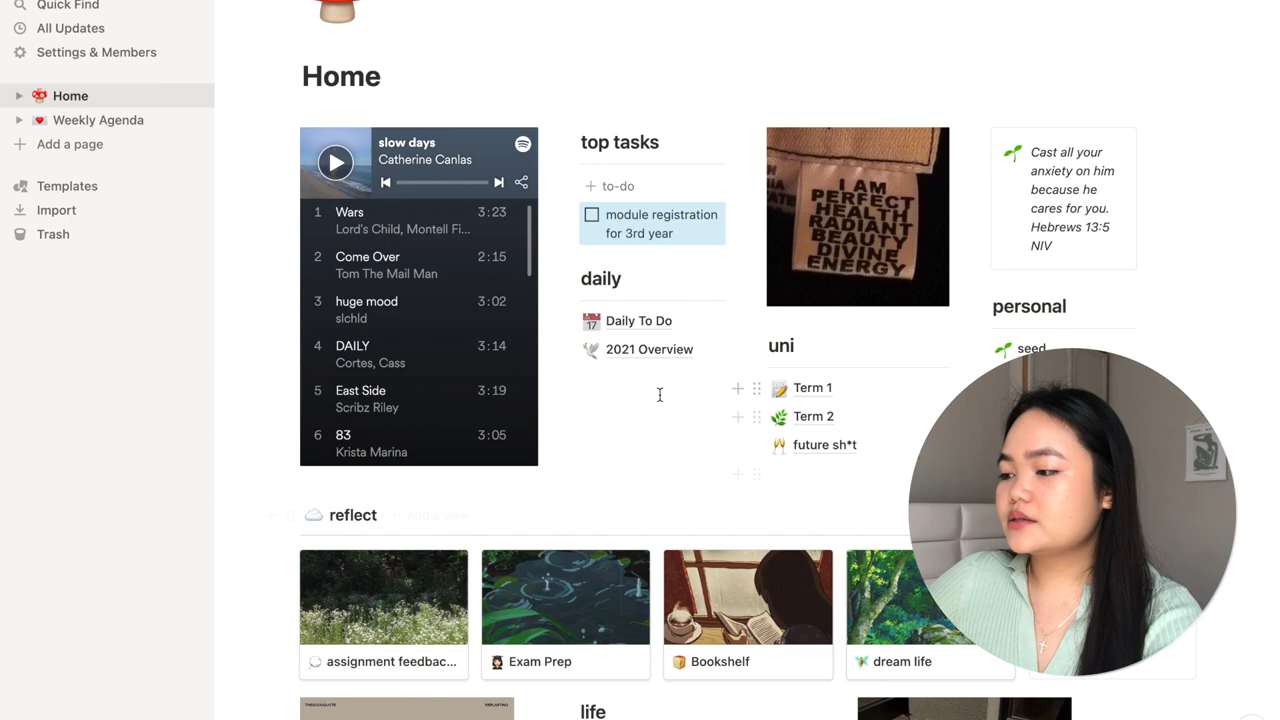 Quick Find
All Updates
Settings & Members
Home
Weekly Agenda
Add a page
Templates
Import
Trash
Home
slow days
Catherine Canlas
1 Wars 3:23
Lord's Child, Montell Fi...
2 Come Over 2:15
Tom The Mail Man
3 huge mood 3:02
slchld
4 DAILY 3:14
Cortes, Cass
5 East Side 3:19
Scribz Riley
6 83 3:05
Krista Marina
top tasks
to-do
module registration
for 3rd year
daily
17
Daily To Do
2021 Overview
I AM
PERFECT
HEALTH
RADIANT
BEAUTY
DIVINE
ENERGY
uni
Term 1
Term 2
future sh*t
Cast all your
anxiety on him
because he
cares for you.
Hebrews 13:5
NIV
personal
seed
reflect
Add a view
assignment feedbac...
Exam Prep
Bookshelf
dream life
life